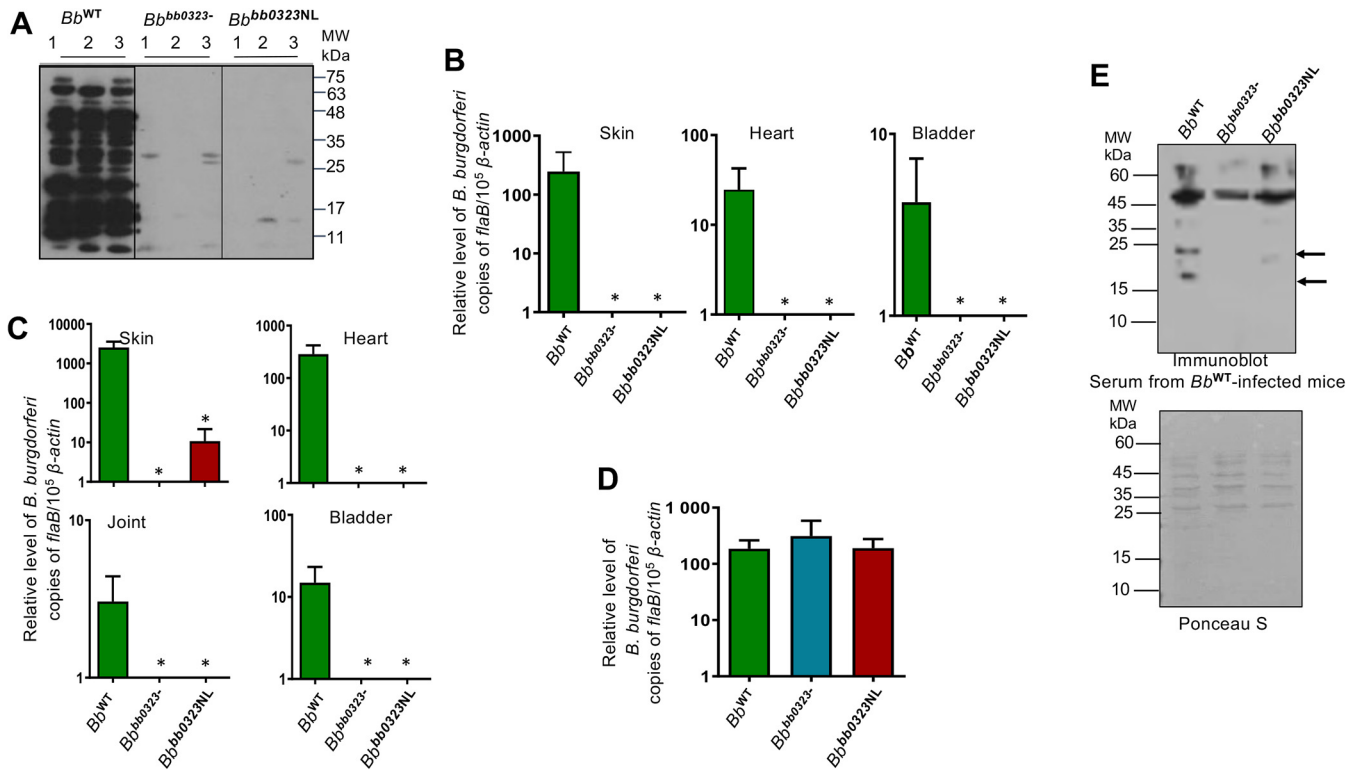 A
Bb^WT Bb^bb0323- Bb^bb0323NL
1 2 3 1 2 3 1 2 3
MW
kDa
75
63
48
35
25
17
11
B
Relative level of B. burgdorferi
copies of flaB/10^5 β-actin
Skin
1000
100
10
1
*
*
Bb^WT
Bb^bb0323-
Bb^bb0323NL
Heart
100
10
1
*
*
Bb^WT
Bb^bb0323-
Bb^bb0323NL
Bladder
10
1
*
*
Bb^WT
Bb^bb0323-
Bb^bb0323NL
C
Relative level of B. burgdorferi
copies of flaB/10^5 β-actin
Skin
10000
1000
100
10
1
*
*
Heart
1000
100
10
1
*
*
Joint
10
1
*
*
Bb^WT
Bb^bb0323-
Bb^bb0323NL
Bladder
100
10
1
*
*
Bb^WT
Bb^bb0323-
Bb^bb0323NL
D
Relative level of
B. burgdorferi
copies of flaB/10^5 β-actin
1 000
100
10
1
Bb^WT
Bb^bb0323-
Bb^bb0323NL
E
Bb^WT
Bb^bb0323-
Bb^bb0323NL
MW
kDa
60
45
35
25
15
10
Immunoblot
Serum from Bb^WT-infected mice
MW
kDa
60
45
35
25
15
10
Ponceau S